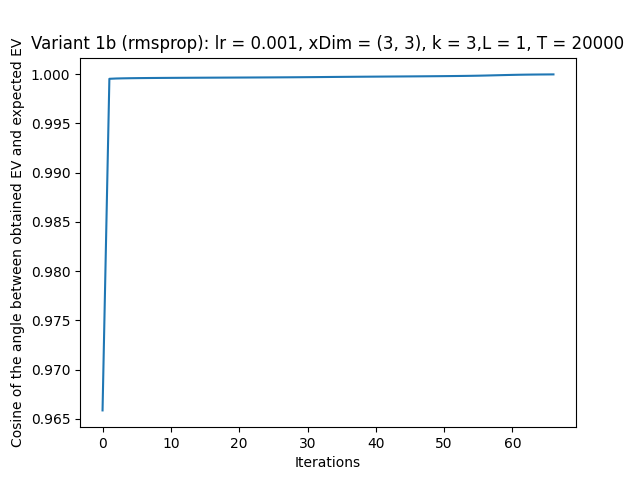 Variant 1b (rmsprop): lr = 0.001, xDim = (3, 3), k = 3,L = 1, T = 20000
Cosine of the angle between obtained EV and expected EV
1.000
0.995
0.990
0.985
0.980
0.975
0.970
0.965
0 10 20 30 40 50 60
Iterations